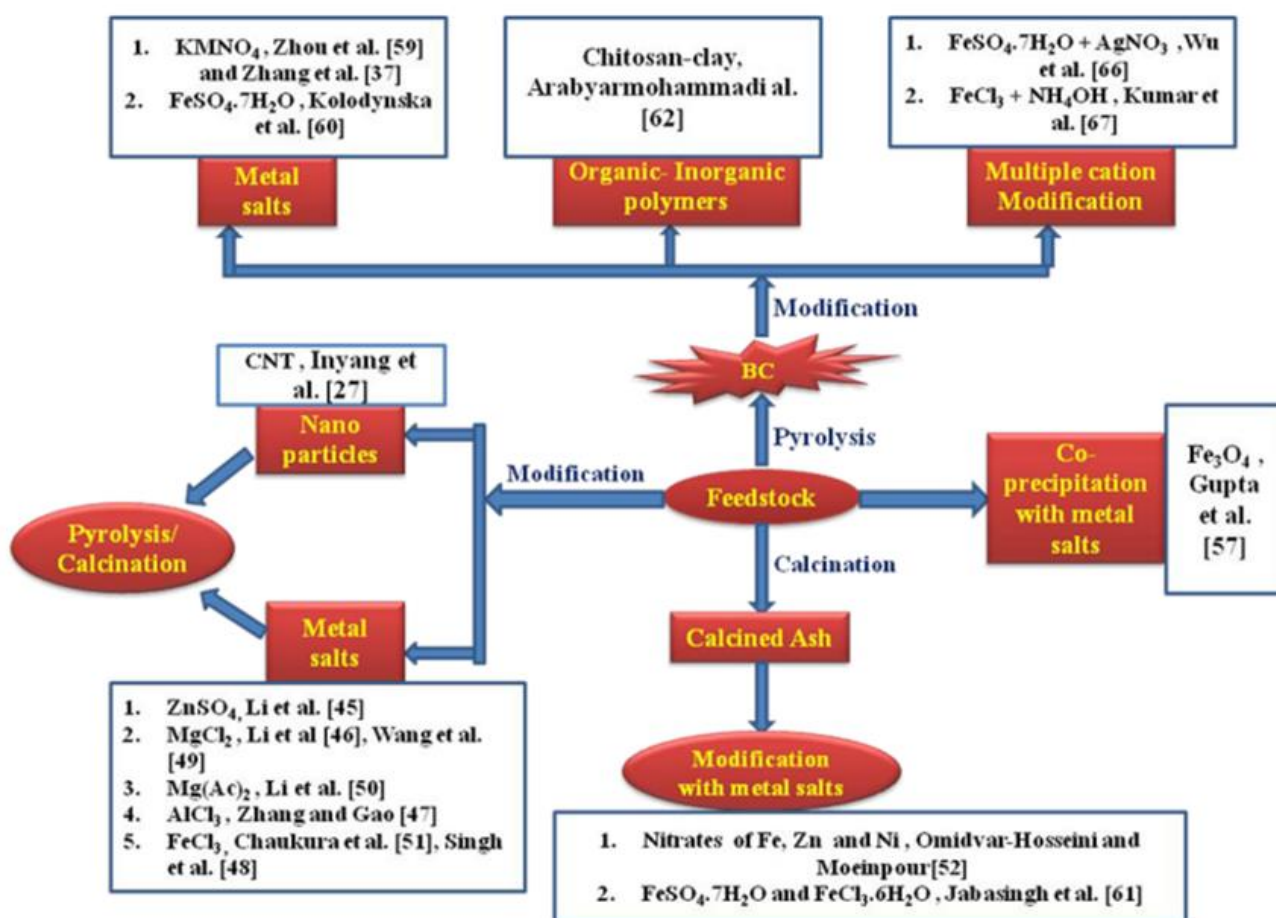 1. KMNO₄, Zhou et al. [59]
and Zhang et al. [37]
2. FeSO₄.7H₂O, Kolodynska
et al. [60]
Metal
salts
Chitosan-clay,
Arabyarmohammadi al.
[62]
Organic- Inorganic
polymers
1. FeSO₄.7H₂O + AgNO₃ ,Wu
et al. [66]
2. FeCl₃ + NH₄OH, Kumar et
al. [67]
Multiple cation
Modification
Modification
BC
Pyrolysis
CNT, Inyang et
al. [27]
Nano
particles
Modification
Feedstock
Co-
precipitation
with metal
salts
Fe₃O₄ ,
Gupta
et al.
[57]
Pyrolysis/
Calcination
Calcination
Metal
salts
Calcined Ash
1. ZnSO₄, Li et al. [45]
2. MgCl₂, Li et al [46], Wang et al.
[49]
3. Mg(Ac)₂, Li et al. [50]
4. AlCl₃, Zhang and Gao [47]
5. FeCl₃, Chaukura et al. [51], Singh
et al. [48]
Modification
with metal salts
1. Nitrates of Fe, Zn and Ni, Omidvar-Hosseini and
Moeinpour[52]
2. FeSO₄.7H₂O and FeCl₃.6H₂O, Jabasingh et al. [61]